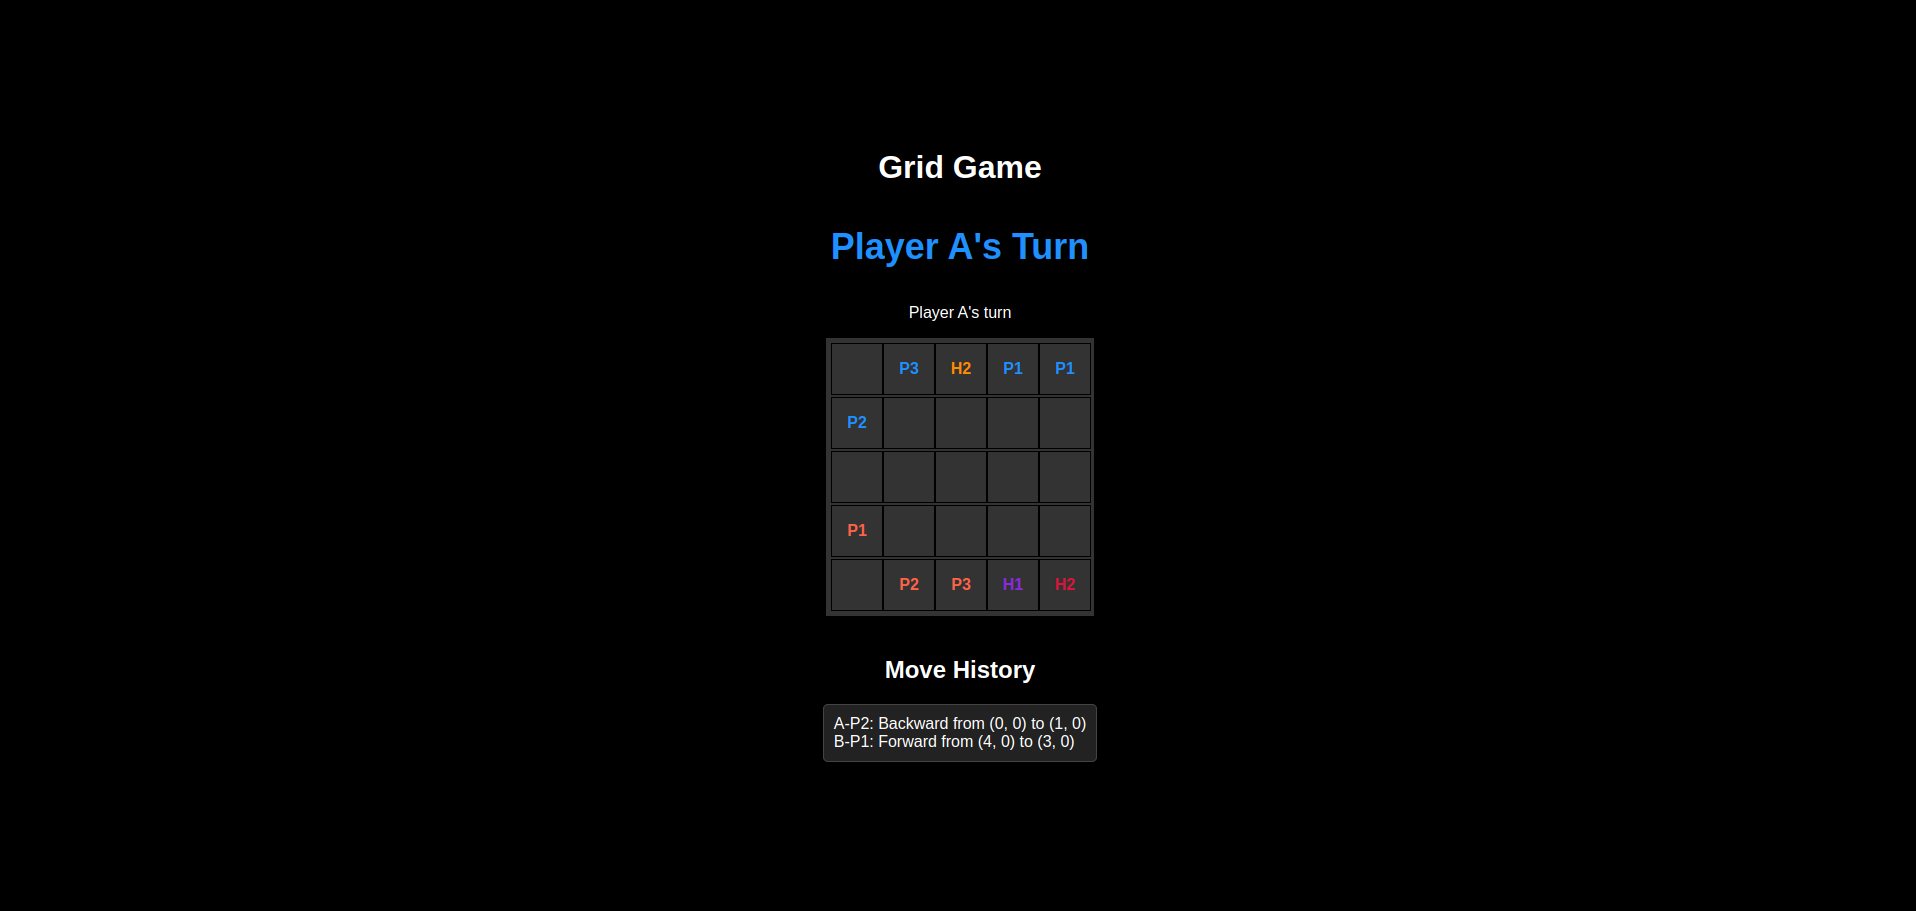 Grid Game
Player A's Turn
Player A's turn
P3 H2 P1 P1
P2
P1
P2 P3 H1 H2
Move History
A-P2: Backward from (0, 0) to (1, 0)
B-P1: Forward from (4, 0) to (3, 0)